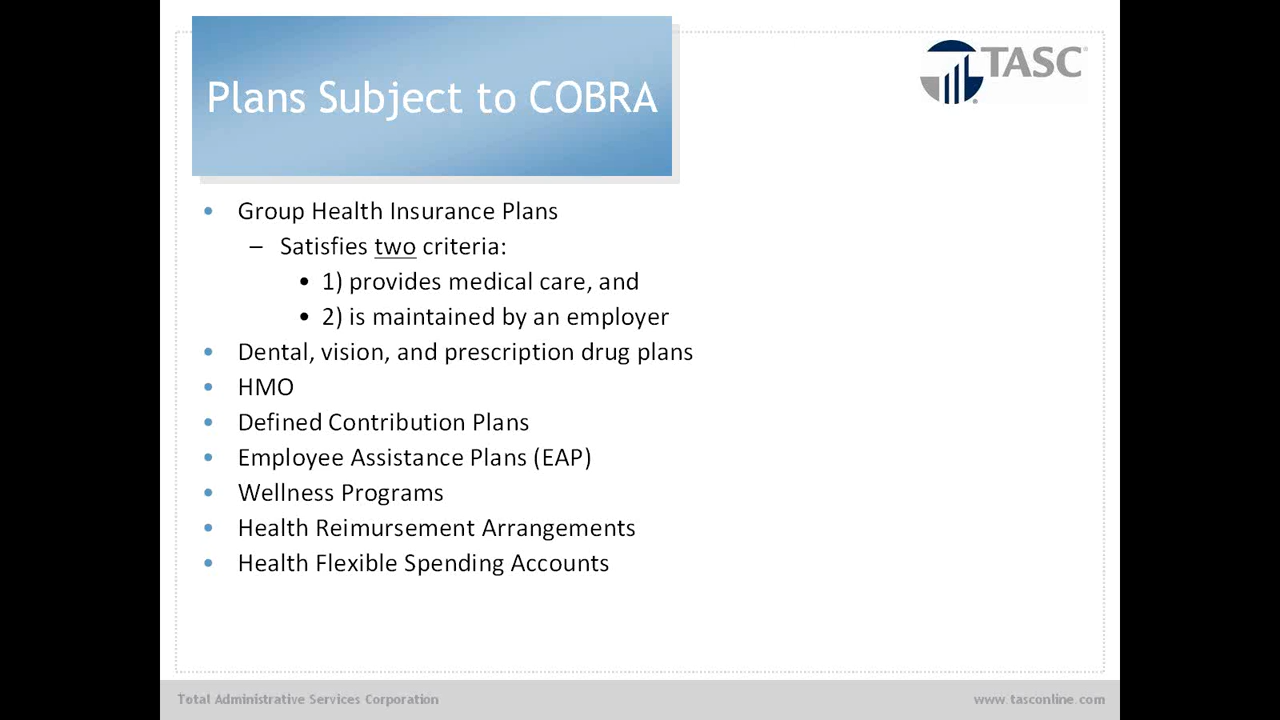 Plans Subject to COBRA
TASC
• Group Health Insurance Plans
– Satisfies two criteria:
• 1) provides medical care, and
• 2) is maintained by an employer
• Dental, vision, and prescription drug plans
• HMO
• Defined Contribution Plans
• Employee Assistance Plans (EAP)
• Wellness Programs
• Health Reimursement Arrangements
• Health Flexible Spending Accounts
Total Administrative Services Corporation
www.tasconline.com